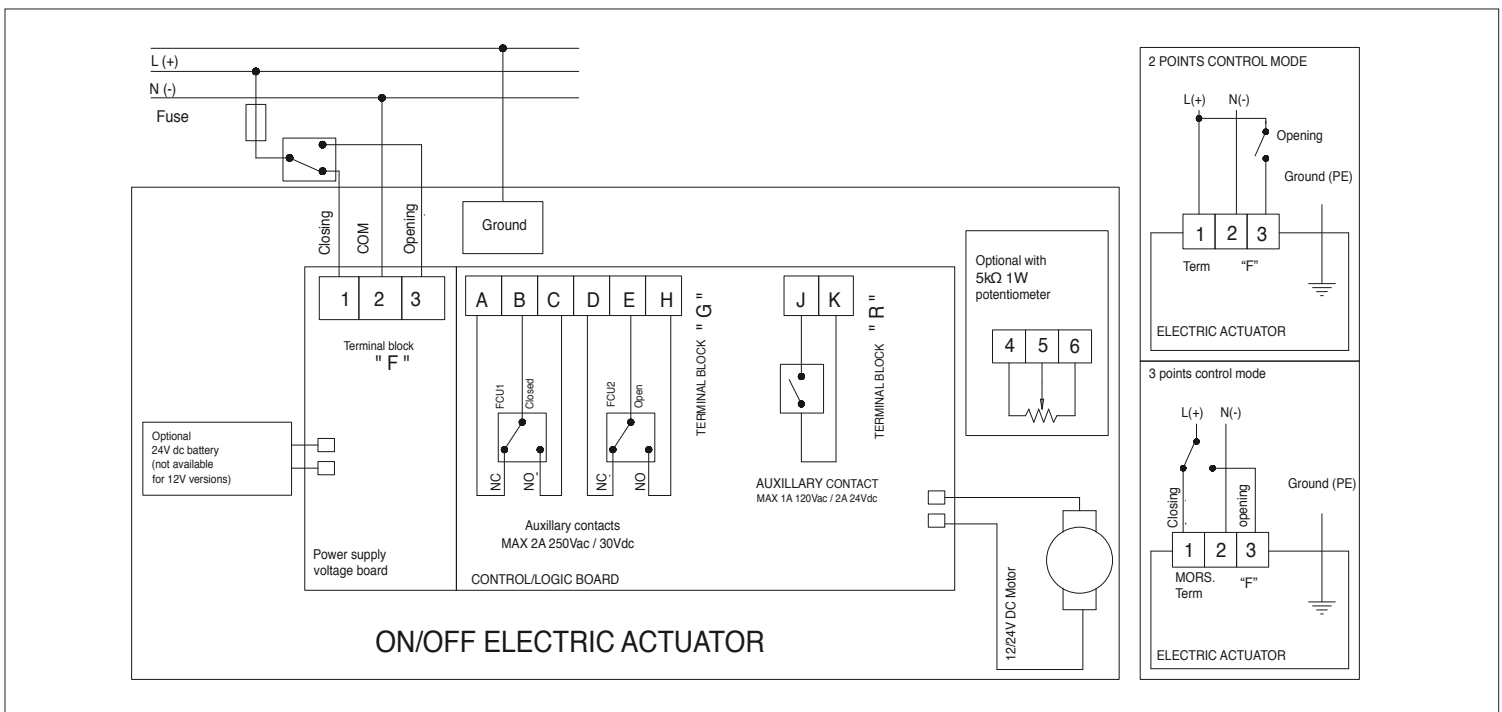 L (+)
N (-)
Fuse
Closing
COM
Opening
Ground
1 2 3
Terminal block
" F "
A B C D E H
TERMINAL BLOCK " G "
FCU1
Closed
FCU2
Open
NC
NO
NC
NO
Auxillary contacts
MAX 2A 250Vac / 30Vdc
J K
TERMINAL BLOCK " R "
AUXILLARY CONTACT
MAX 1A 120Vac / 2A 24Vdc
Optional with
5kΩ 1W
potentiometer
4 5 6
Optional
24V dc battery
(not available
for 12V versions)
Power supply
voltage board
CONTROL/LOGIC BOARD
12/24V DC Motor
ON/OFF ELECTRIC ACTUATOR
2 POINTS CONTROL MODE
L(+) N(-)
Opening
Ground (PE)
1 2 3
Term “F”
ELECTRIC ACTUATOR
3 points control mode
L(+) N(-)
Ground (PE)
Closing
opening
1 2 3
MORS.
Term “F”
ELECTRIC ACTUATOR